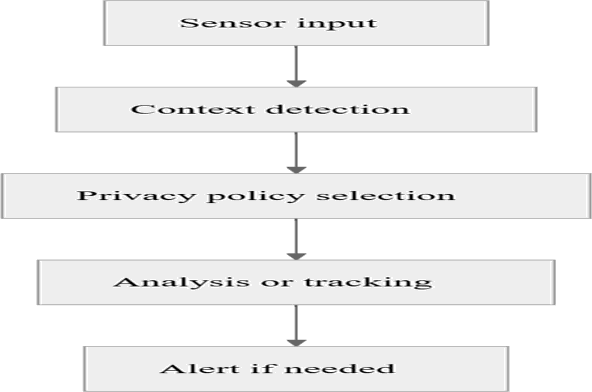 Sensor input
Context detection
Privacy policy selection
Analysis or tracking
Alert if needed